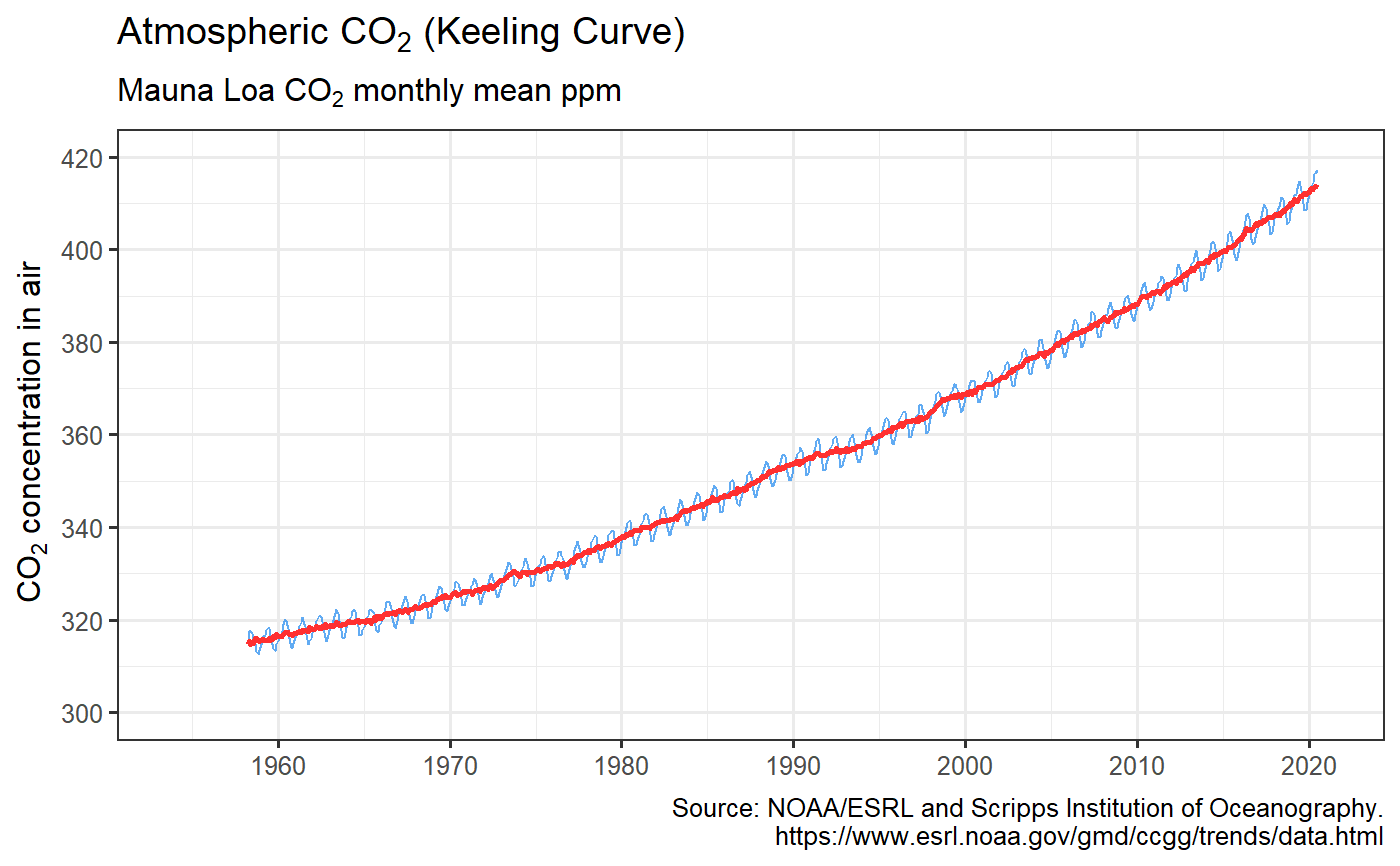 Atmospheric CO₂ (Keeling Curve)
Mauna Loa CO₂ monthly mean ppm
CO₂ concentration in air
420
400
380
360
340
320
300
1960 1970 1980 1990 2000 2010 2020
Source: NOAA/ESRL and Scripps Institution of Oceanography.
https://www.esrl.noaa.gov/gmd/ccgg/trends/data.html